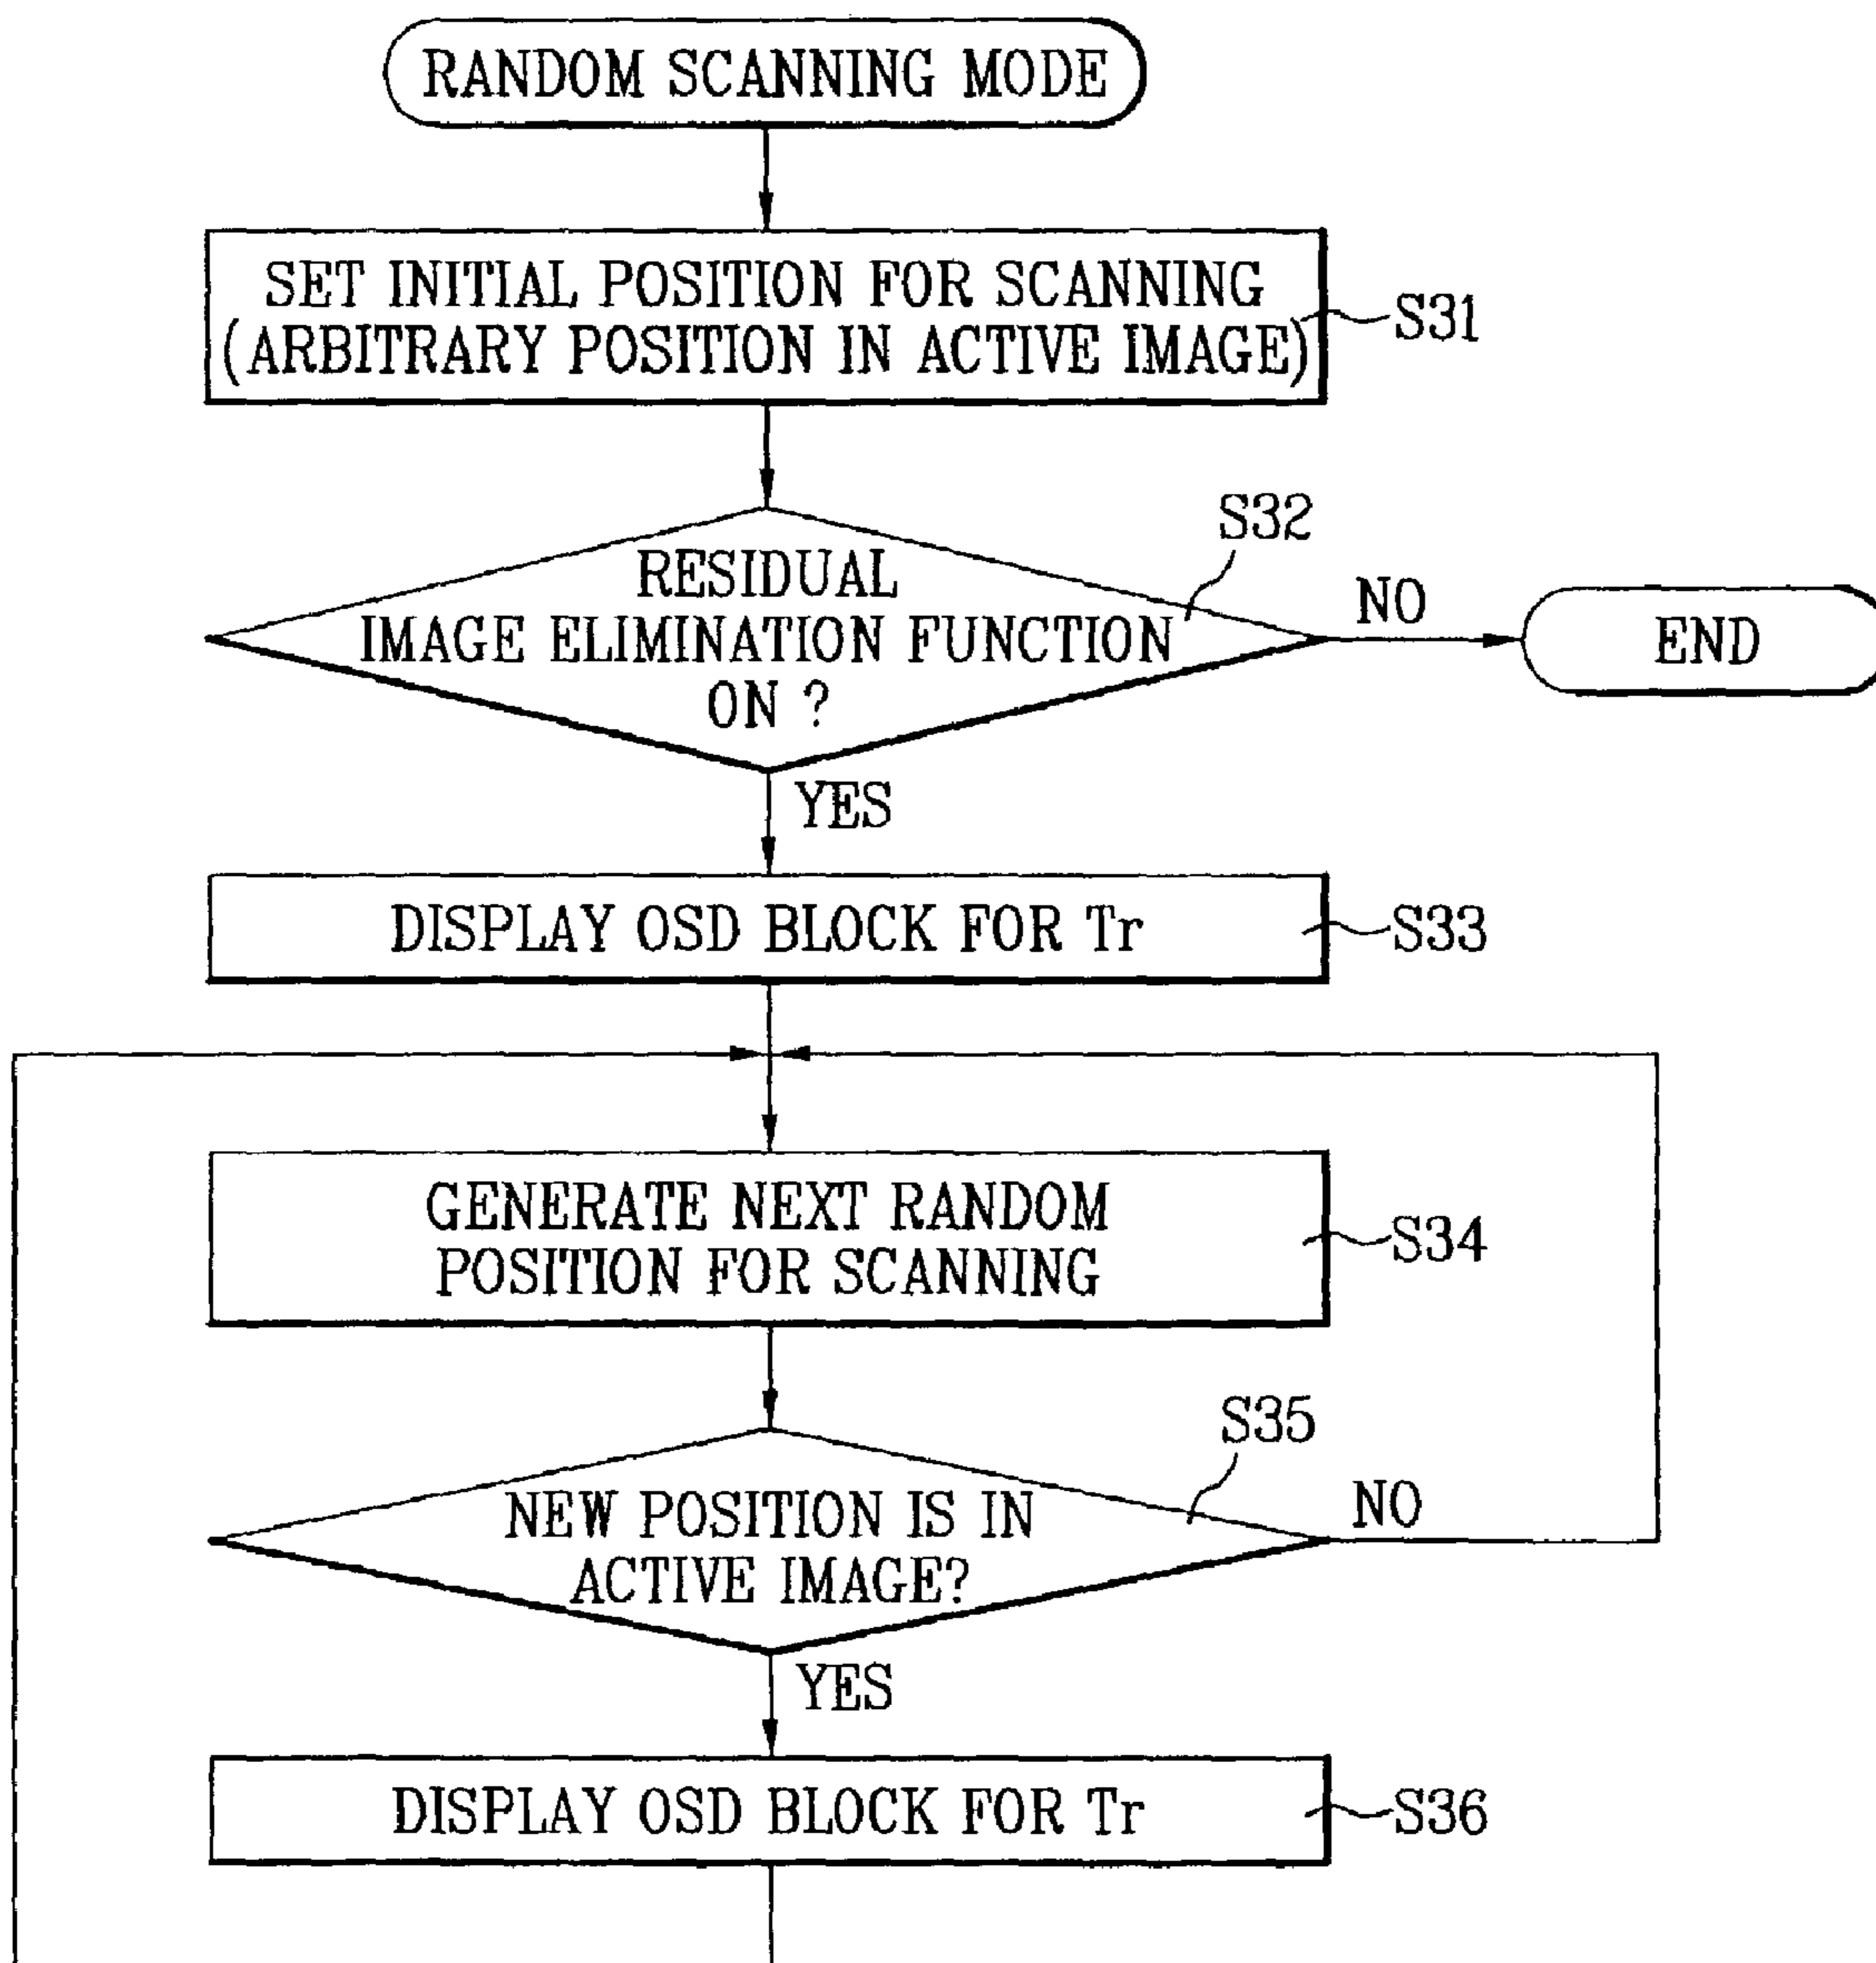 RANDOM SCANNING MODE
SET INITIAL POSITION FOR SCANNING
(ARBITRARY POSITION IN ACTIVE IMAGE)
S31
S32
RESIDUAL
IMAGE ELIMINATION FUNCTION
ON ?
NO
END
YES
DISPLAY OSD BLOCK FOR Tr
S33
GENERATE NEXT RANDOM
POSITION FOR SCANNING
S34
S35
NEW POSITION IS IN
ACTIVE IMAGE?
NO
YES
DISPLAY OSD BLOCK FOR Tr
S36